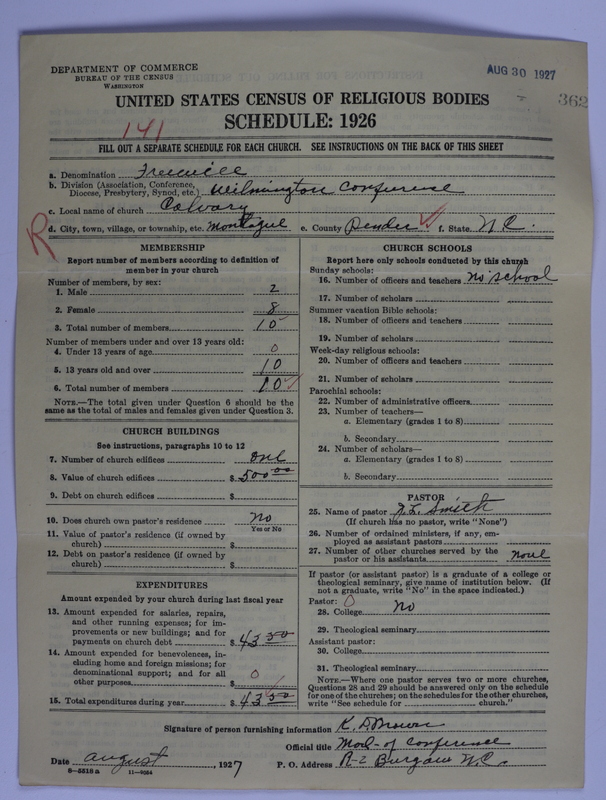 DEPARTMENT OF COMMERCE
BUREAU OF THE CENSUS
WASHINGTON
AUG 30 1927
362
UNITED STATES CENSUS OF RELIGIOUS BODIES
SCHEDULE: 1926
141
FILL OUT A SEPARATE SCHEDULE FOR EACH CHURCH. SEE INSTRUCTIONS ON THE BACK OF THIS SHEET
a. Denomination Freewill
b. Division (Association, Conference, Diocese, Presbytery, Synod, etc.) Wilmington Conference
c. Local name of church Calvary
R
d. City, town, village, or township, etc. Montague e. County Pender f. State N.C.
MEMBERSHIP
Report number of members according to definition of member in your church
Number of members, by sex:
1. Male 2
2. Female 8
3. Total number of members 10
Number of members under and over 13 years old:
4. Under 13 years of age 0
5. 13 years old and over 10
6. Total number of members 10
NOTE.—The total given under Question 6 should be the same as the total of males and females given under Question 3.
CHURCH BUILDINGS
See instructions, paragraphs 10 to 12
7. Number of church edifices one
8. Value of church edifices $ 500 00
9. Debt on church edifices $
10. Does church own pastor's residence No
Yes or No
11. Value of pastor's residence (if owned by church) $
12. Debt on pastor's residence (if owned by church) $
EXPENDITURES
Amount expended by your church during last fiscal year
13. Amount expended for salaries, repairs, and other running expenses; for improvements or new buildings; and for payments on church debt $ 43 50
14. Amount expended for benevolences, including home and foreign missions; for denominational support; and for all other purposes 0
15. Total expenditures during year $ 43 50
CHURCH SCHOOLS
Report here only schools conducted by this church
Sunday schools:
16. Number of officers and teachers no school
17. Number of scholars
Summer vacation Bible schools:
18. Number of officers and teachers
19. Number of scholars
Week-day religious schools:
20. Number of officers and teachers
21. Number of scholars
Parochial schools:
22. Number of administrative officers
23. Number of teachers—
a. Elementary (grades 1 to 8)
b. Secondary
24. Number of scholars—
a. Elementary (grades 1 to 8)
b. Secondary
PASTOR
25. Name of pastor Smith
(If church has no pastor, write "None")
26. Number of ordained ministers, if any, employed as assistant pastors
27. Number of other churches served by the pastor or his assistants none
If pastor (or assistant pastor) is a graduate of a college or theological seminary, give name of institution below. (If not a graduate, write "No" in the space indicated.)
Pastor: 0
28. College No
29. Theological seminary
Assistant pastor:
30. College
31. Theological seminary
NOTE.—Where one pastor serves two or more churches, Questions 28 and 29 should be answered only on the schedule for one of the churches; on the schedules for the other churches, write "See schedule for church."
Signature of person furnishing information K. D. Brown
Official title Mod- of Conference
Date august, 1927 P. O. Address R-2 Burgaw N.C.
8—5518 a 11—9054